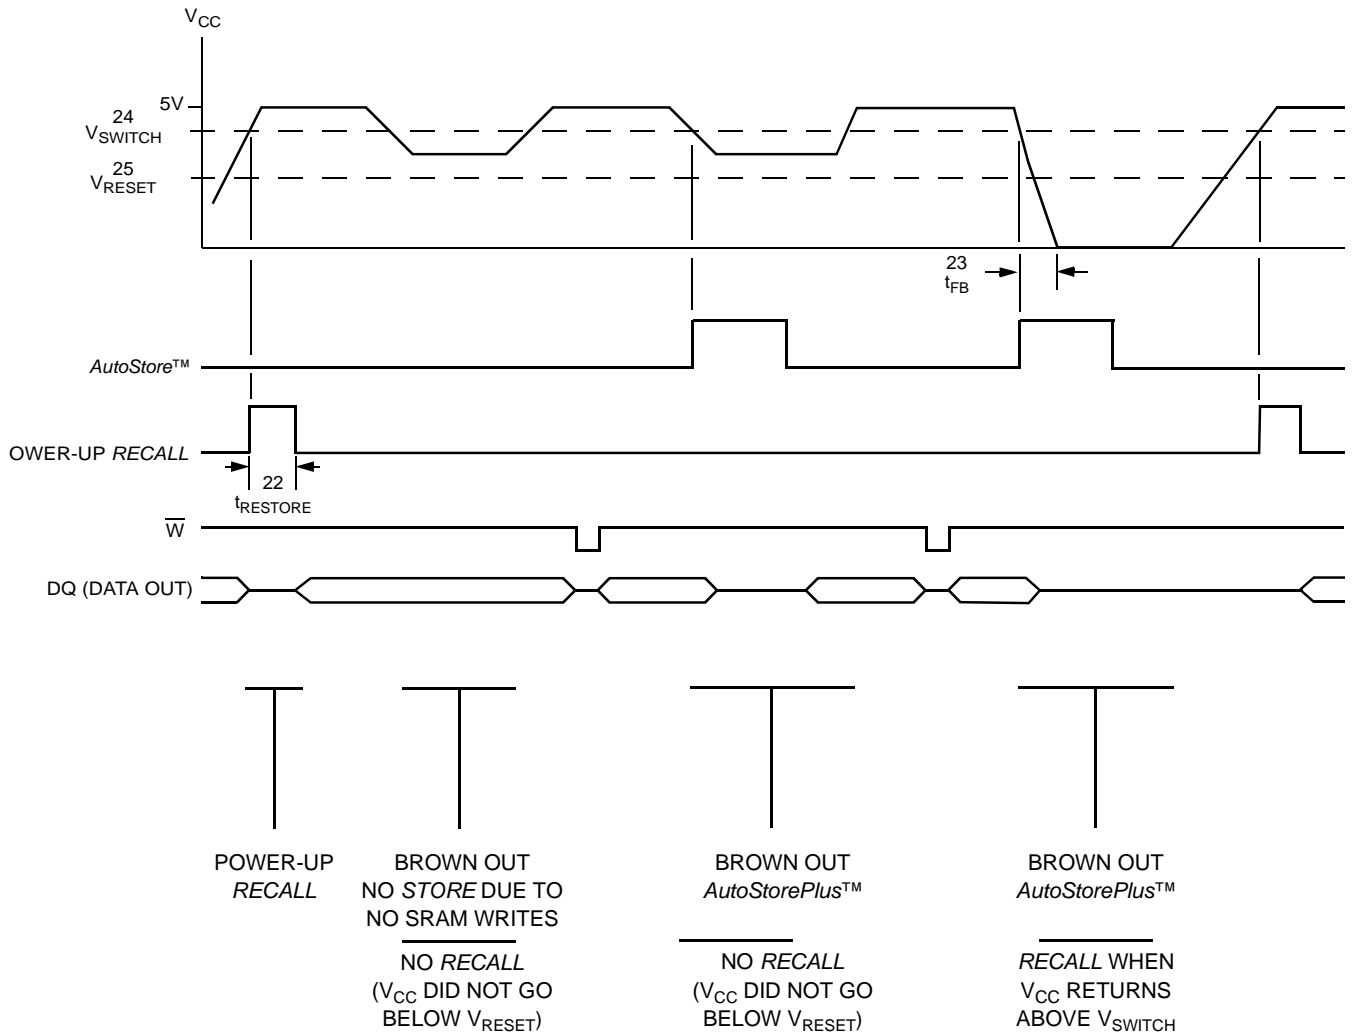 VCC
5V
24
VSWITCH
25
VRESET
23
tFB
AutoStore™
OWER-UP RECALL
22
tRESTORE
W
DQ (DATA OUT)
POWER-UP
RECALL
BROWN OUT
NO STORE DUE TO
NO SRAM WRITES
NO RECALL
(VCC DID NOT GO
BELOW VRESET)
BROWN OUT
AutoStorePlus™
NO RECALL
(VCC DID NOT GO
BELOW VRESET)
BROWN OUT
AutoStorePlus™
RECALL WHEN
VCC RETURNS
ABOVE VSWITCH